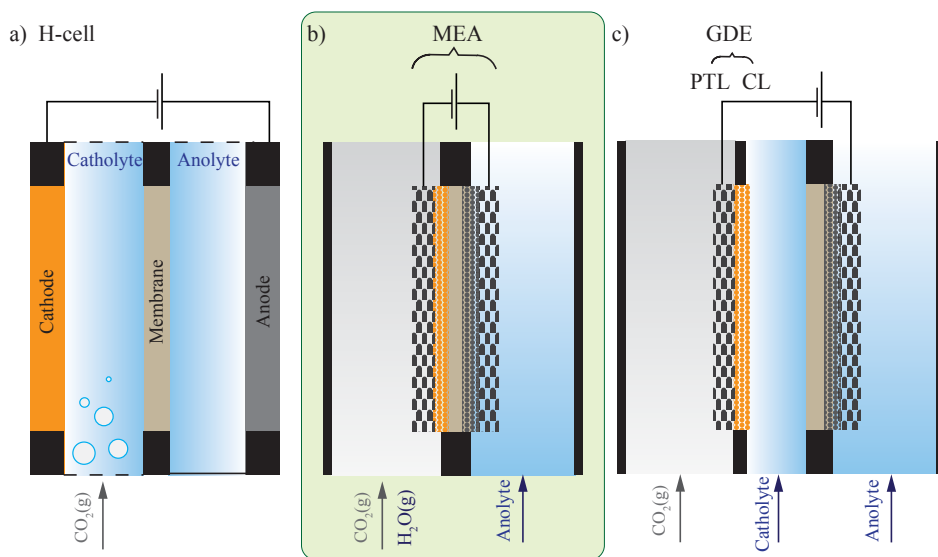 a) H-cell
Catholyte
Anolyte
Cathode
Membrane
Anode
CO₂(g)
b)
MEA
CO₂(g)
H₂O(g)
Anolyte
c)
GDE
PTL CL
CO₂(g)
Catholyte
Anolyte